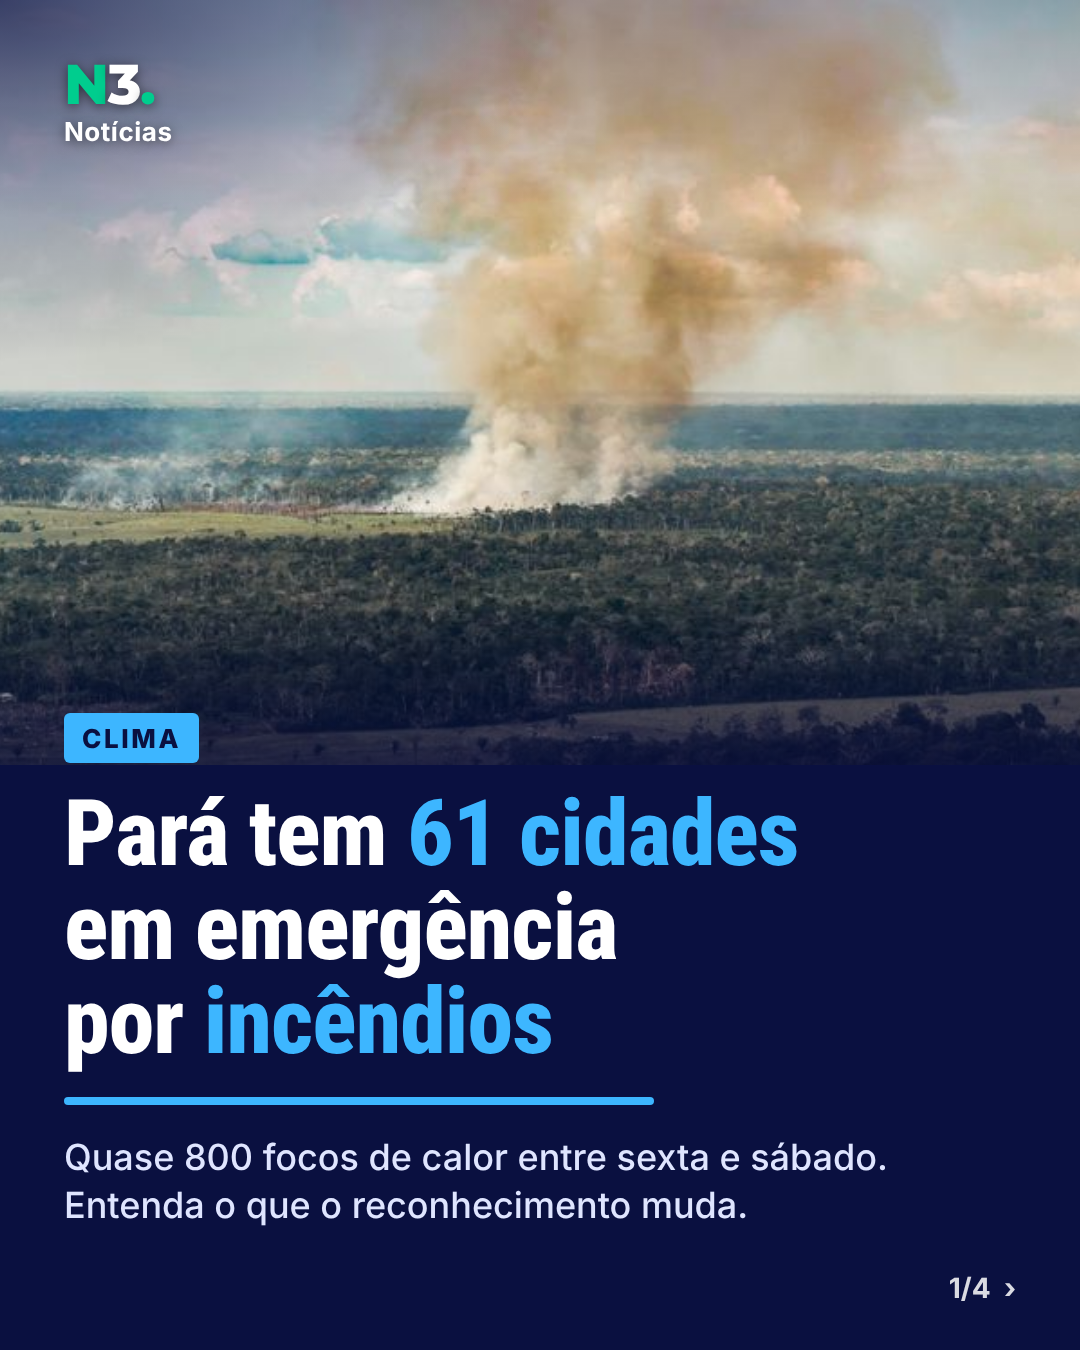 N3.
Notícias
CLIMA
Pará tem 61 cidades
em emergência
por incêndios
Quase 800 focos de calor entre sexta e sábado.
Entenda o que o reconhecimento muda.
1/4 ›